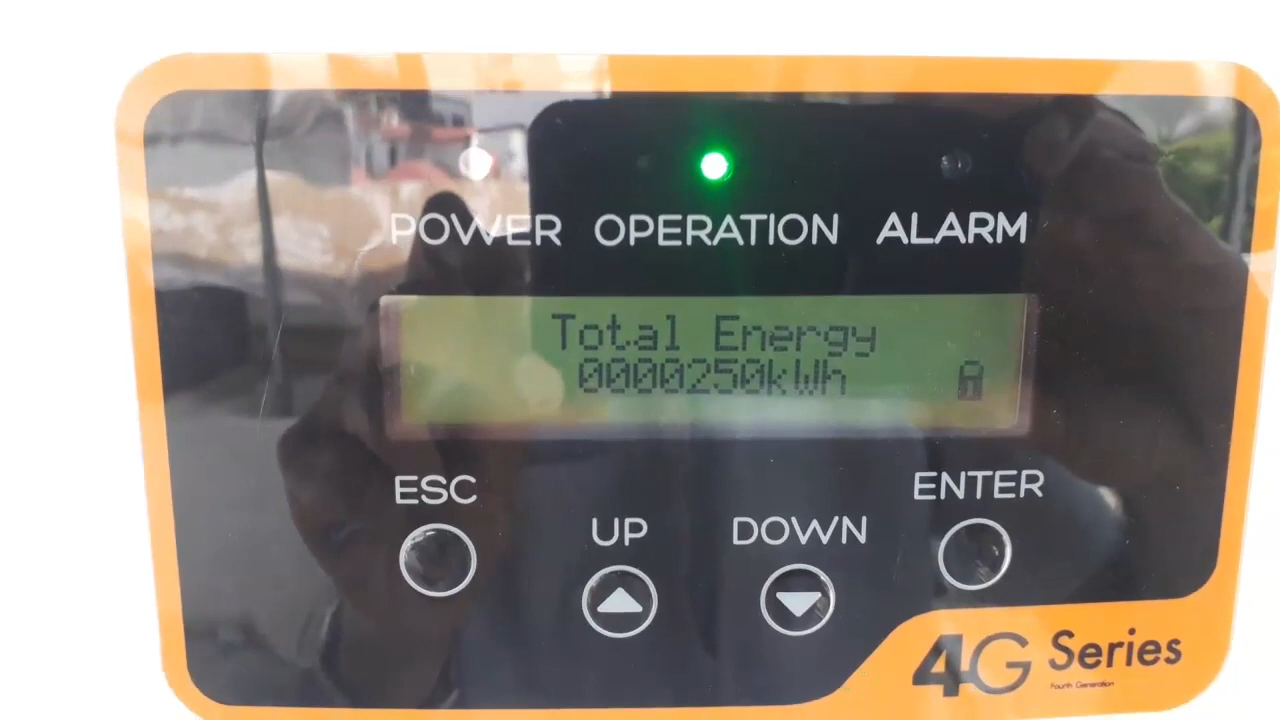 POWER OPERATION ALARM
Total Energy
0000250kWh
ESC
ENTER
UP
DOWN
4G Series
Fourth Generation